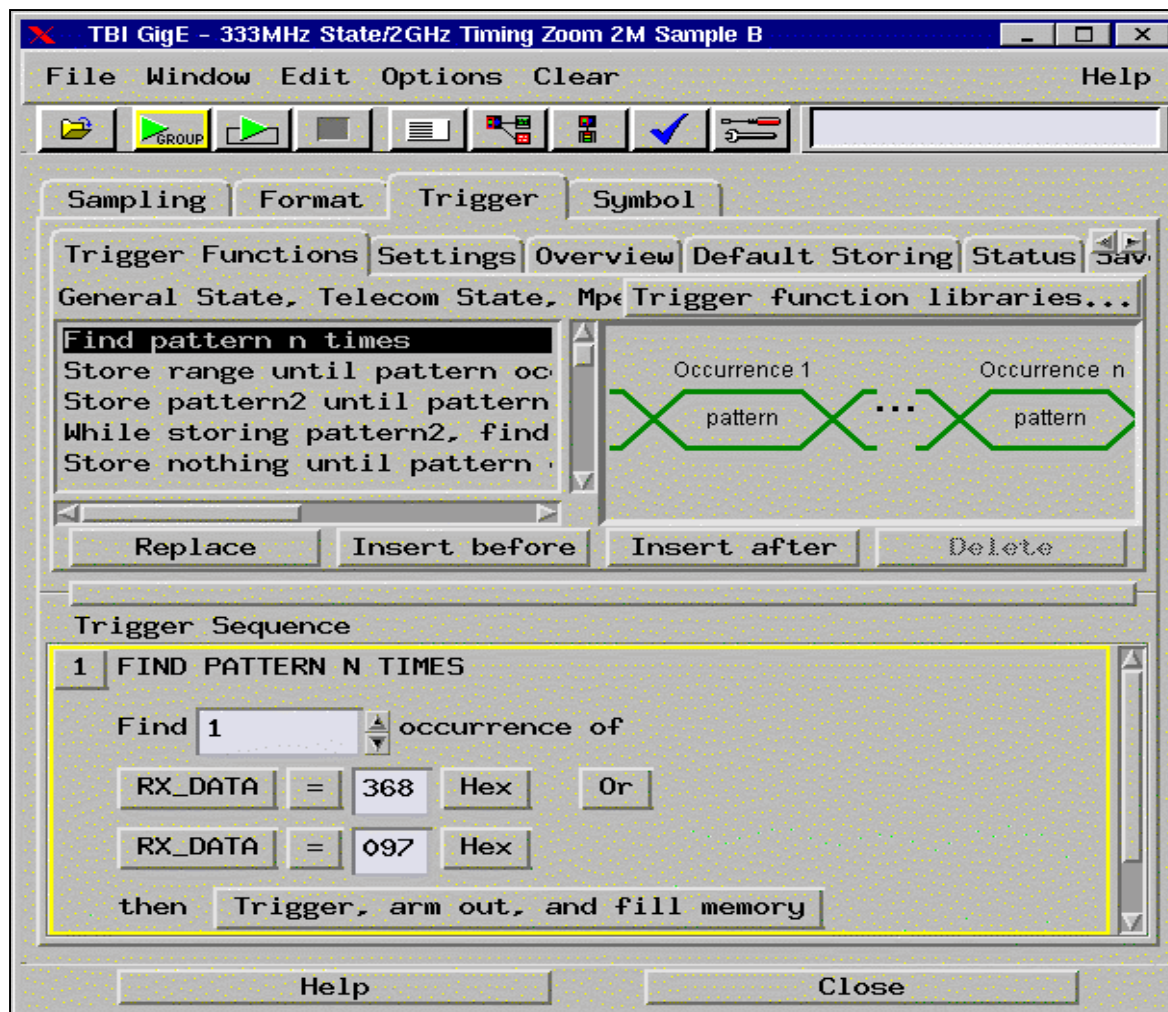 TBI GigE - 333MHz State/2GHz Timing Zoom 2M Sample B
File Window Edit Options Clear Help
GROUP
Sampling Format Trigger Symbol
Trigger Functions Settings Overview Default Storing Status Sav
General State, Telecom State, Mpe Trigger function libraries...
Find pattern n times
Store range until pattern oc
Store pattern2 until pattern
While storing pattern2, find
Store nothing until pattern
Occurrence 1 Occurrence n
pattern ... pattern
Replace Insert before Insert after Delete
Trigger Sequence
1 FIND PATTERN N TIMES
Find 1 occurrence of
RX_DATA = 368 Hex Or
RX_DATA = 097 Hex
then Trigger, arm out, and fill memory
Help Close